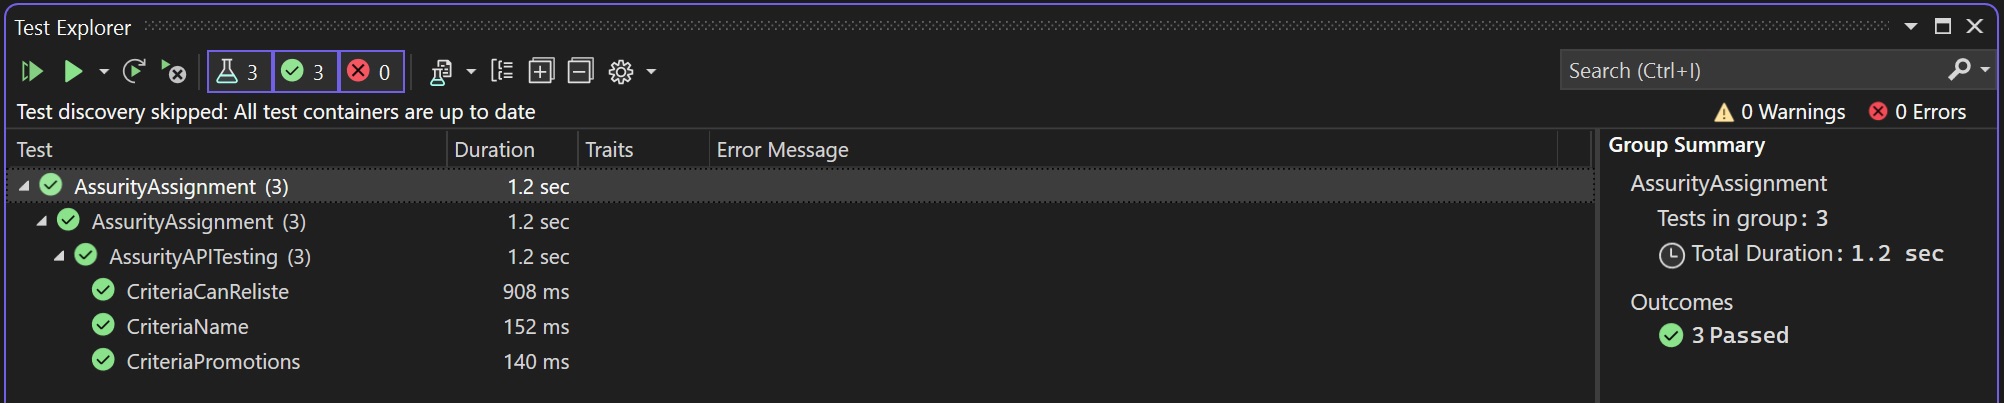 Test Explorer
3 3 0
Search (Ctrl+I)
Test discovery skipped: All test containers are up to date
0 Warnings 0 Errors
Test Duration Traits Error Message
AssurityAssignment (3) 1.2 sec
AssurityAssignment (3) 1.2 sec
AssurityAPITesting (3) 1.2 sec
CriteriaCanReliste 908 ms
CriteriaName 152 ms
CriteriaPromotions 140 ms
Group Summary
AssurityAssignment
Tests in group: 3
Total Duration: 1.2 sec
Outcomes
3 Passed